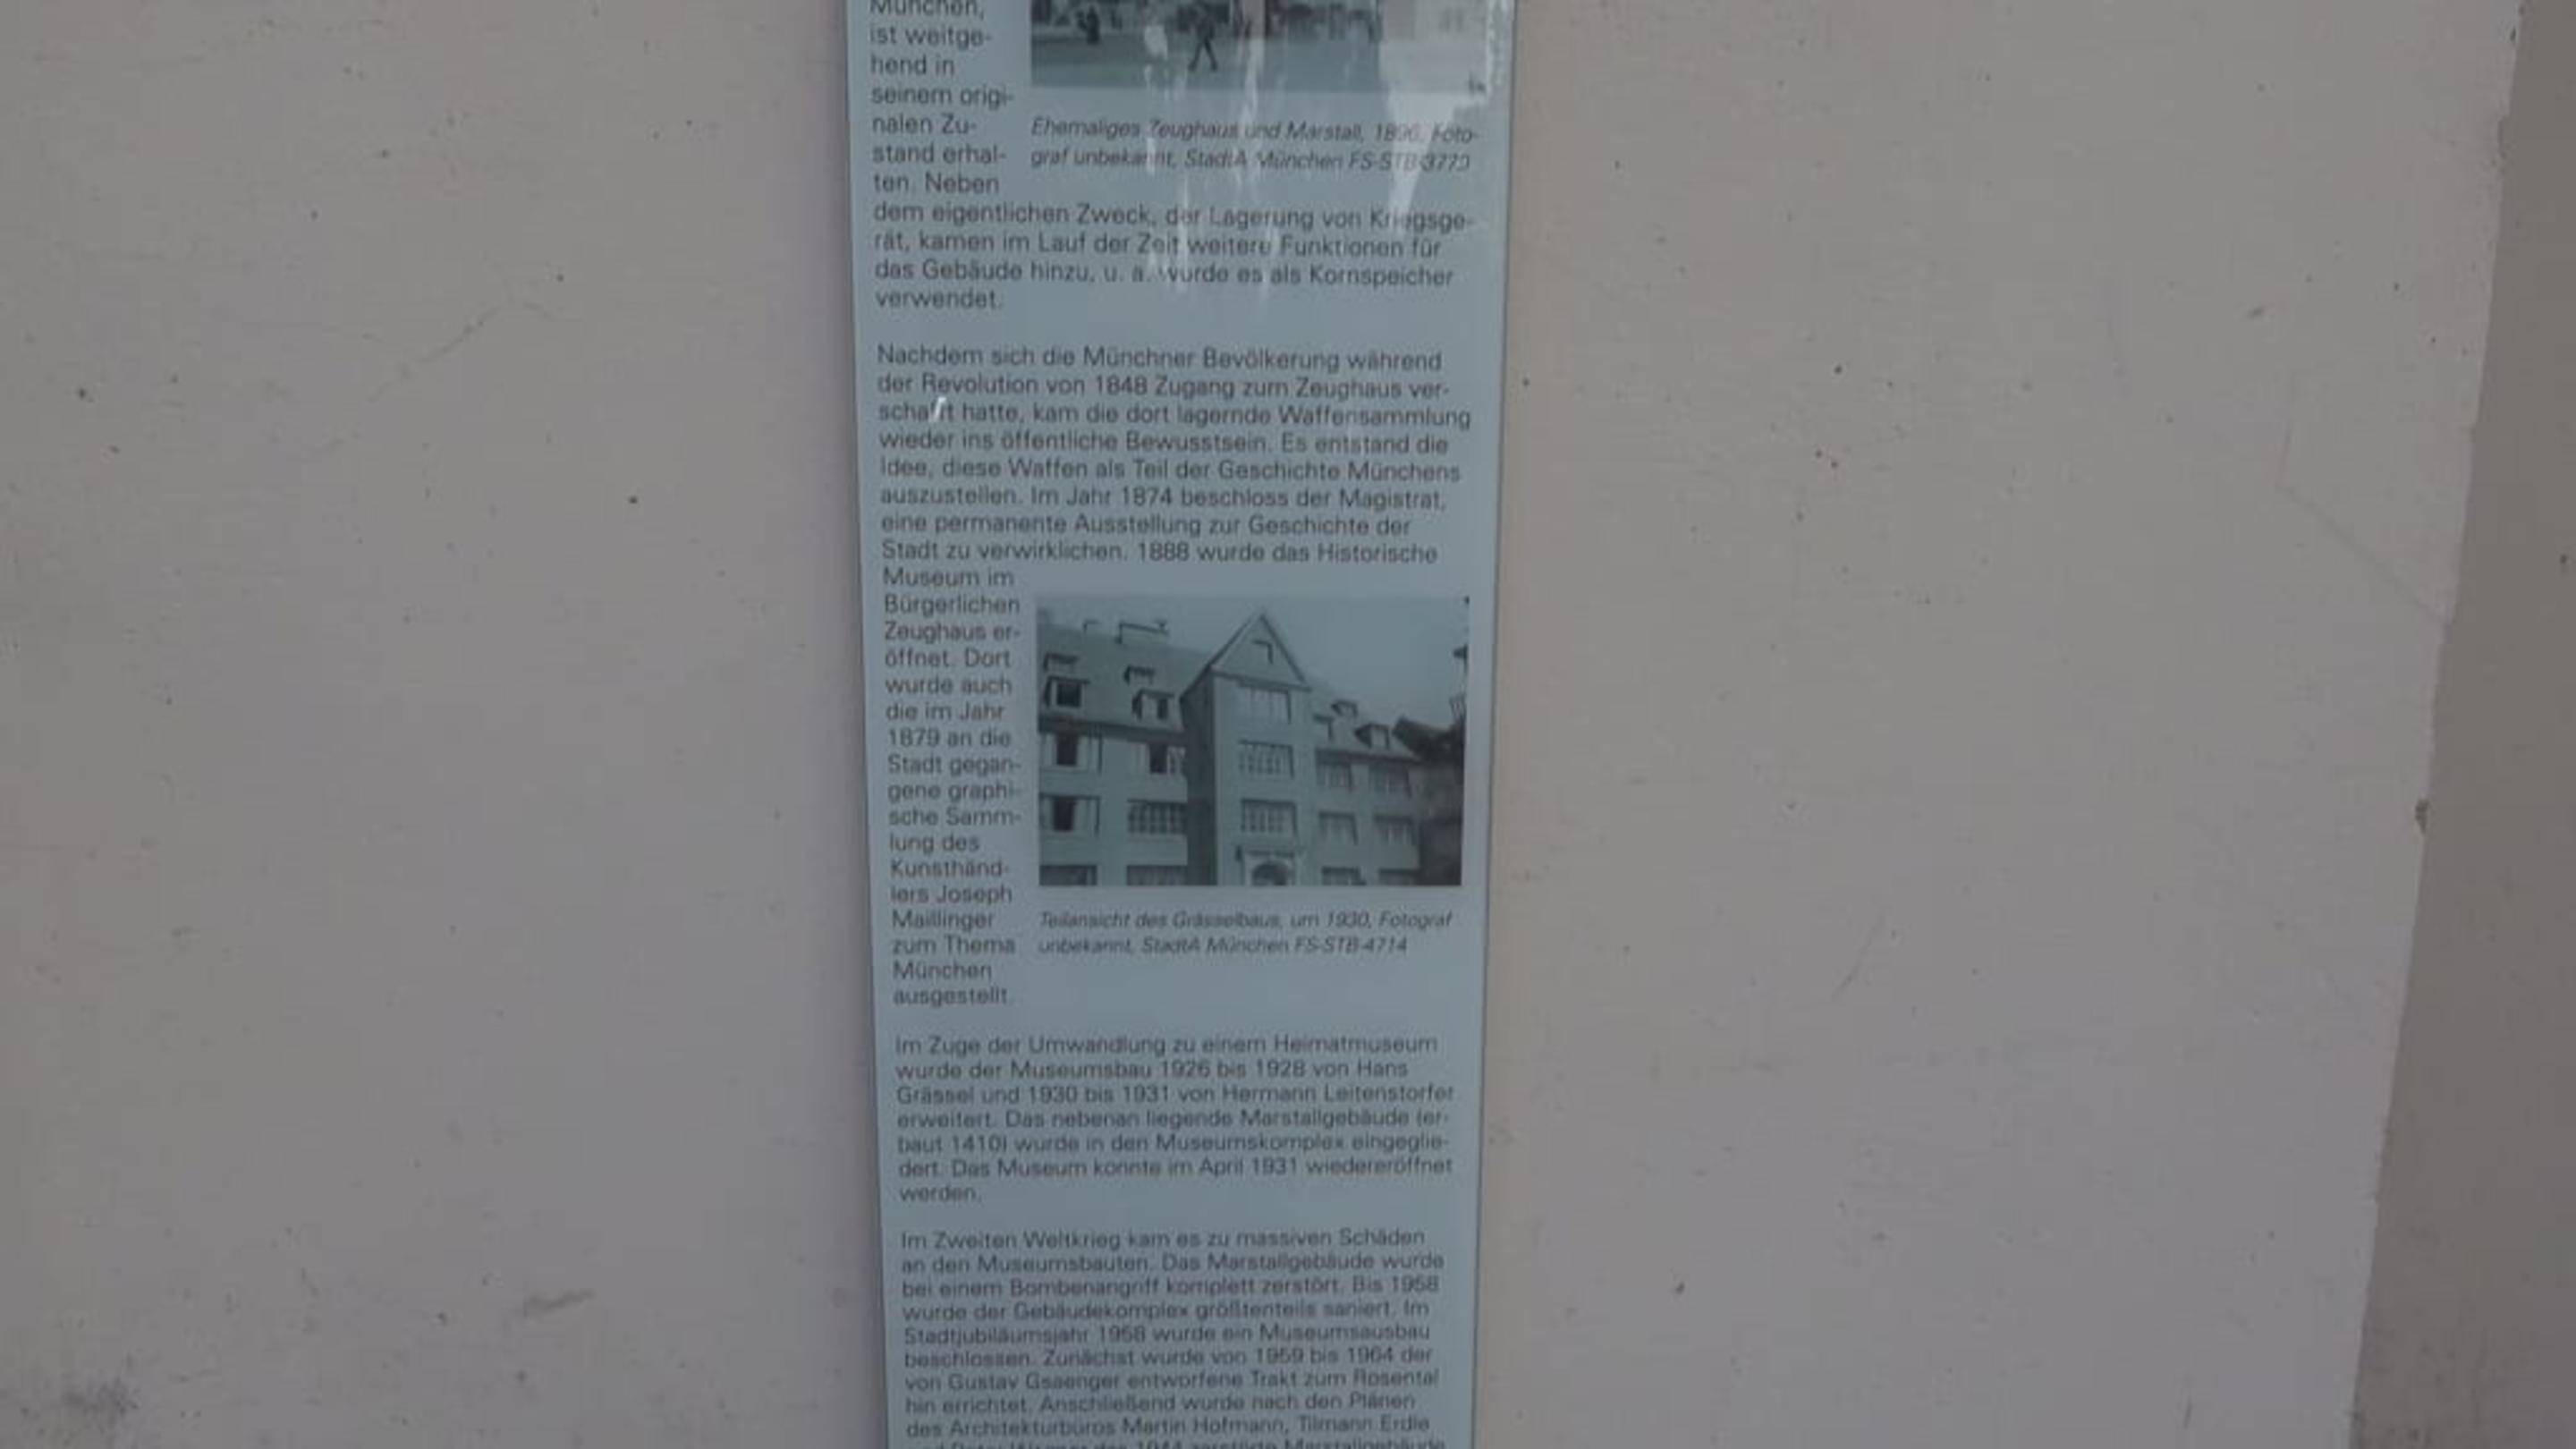 München,
ist weitge-
hend in
seinem origi-
nalen Zu-
stand erhal-
ten. Neben
dem eigentlichen Zweck, der Lagerung von Kriegsge-
rät, kamen im Lauf der Zeit weitere Funktionen für
das Gebäude hinzu, u. a. wurde es als Kornspeicher
verwendet.
Ehemaliges Zeughaus und Marstall, Foto-
graf unbekannt, StadtA München
Nachdem sich die Münchner Bevölkerung während
der Revolution von 1848 Zugang zum Zeughaus ver-
schafft hatte, kam die dort lagernde Waffensammlung
wieder ins öffentliche Bewusstsein. Es entstand die
Idee, diese Waffen als Teil der Geschichte Münchens
auszustellen. Im Jahr 1874 beschloss der Magistrat,
eine permanente Ausstellung zur Geschichte der
Stadt zu verwirklichen. 1888 wurde das Historische
Museum im
Bürgerlichen
Zeughaus er-
öffnet. Dort
wurde auch
die im Jahr
1879 an die
Stadt gegan-
gene graphi-
sche Samm-
lung des
Kunsthänd-
lers Joseph
Maillinger
zum Thema
München
ausgestellt.
Teilansicht des Grässelbaus, um 1930, Fotograf
unbekannt, StadtA München FS-STB-4714
Im Zuge der Umwandlung zu einem Heimatmuseum
wurde der Museumsbau 1926 bis 1928 von Hans
Grässel und 1930 bis 1931 von Hermann Leitenstorfer
erweitert. Das nebenan liegende Marstallgebäude (er-
baut 1410) wurde in den Museumskomplex eingeglie-
dert. Das Museum konnte im April 1931 wiedereröffnet
werden.
Im Zweiten Weltkrieg kam es zu massiven Schäden
an den Museumsbauten. Das Marstallgebäude wurde
bei einem Bombenangriff komplett zerstört. Bis 1958
wurde der Gebäudekomplex größtenteils saniert. Im
Stadtjubiläumsjahr 1958 wurde ein Museumsausbau
beschlossen. Zunächst wurde von 1959 bis 1964 der
von Gustav Gsaenger entworfene Trakt zum Rosental
hin errichtet. Anschließend wurde nach den Plänen
des Architekturbüros Martin Hofmann, Tilmann Erdle